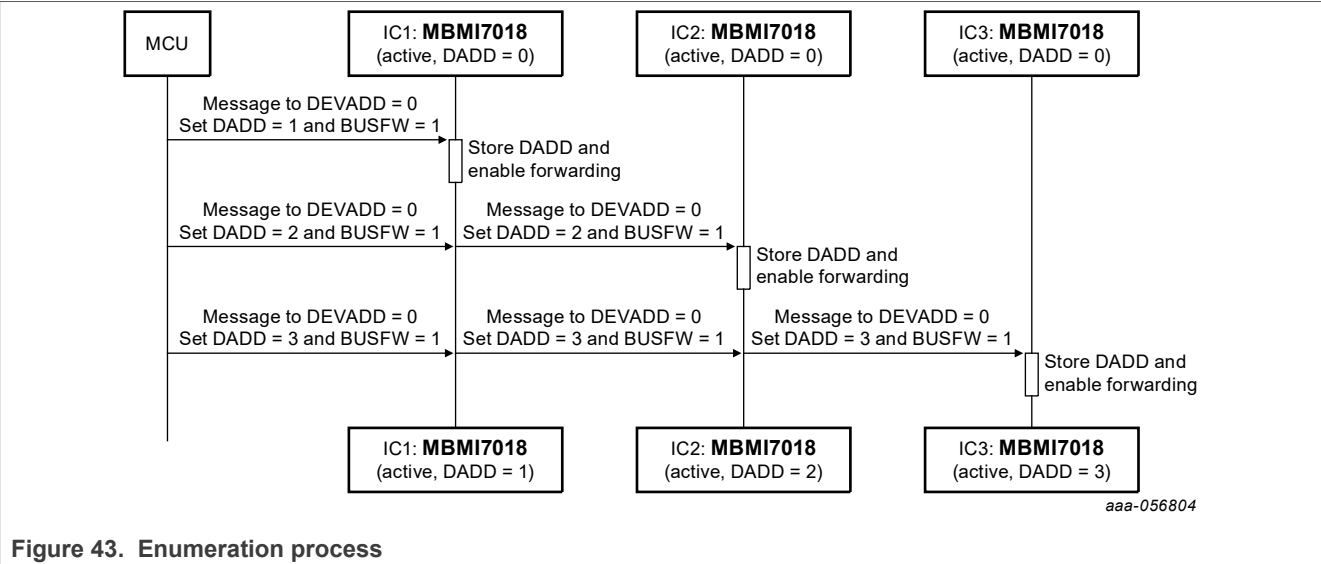 MCU
IC1: MBMI7018
(active, DADD = 0)
IC2: MBMI7018
(active, DADD = 0)
IC3: MBMI7018
(active, DADD = 0)
Message to DEVADD = 0
Set DADD = 1 and BUSFW = 1
Store DADD and
enable forwarding
Message to DEVADD = 0
Set DADD = 2 and BUSFW = 1
Message to DEVADD = 0
Set DADD = 2 and BUSFW = 1
Store DADD and
enable forwarding
Message to DEVADD = 0
Set DADD = 3 and BUSFW = 1
Message to DEVADD = 0
Set DADD = 3 and BUSFW = 1
Message to DEVADD = 0
Set DADD = 3 and BUSFW = 1
Store DADD and
enable forwarding
IC1: MBMI7018
(active, DADD = 1)
IC2: MBMI7018
(active, DADD = 2)
IC3: MBMI7018
(active, DADD = 3)
aaa-056804
Figure 43. Enumeration process